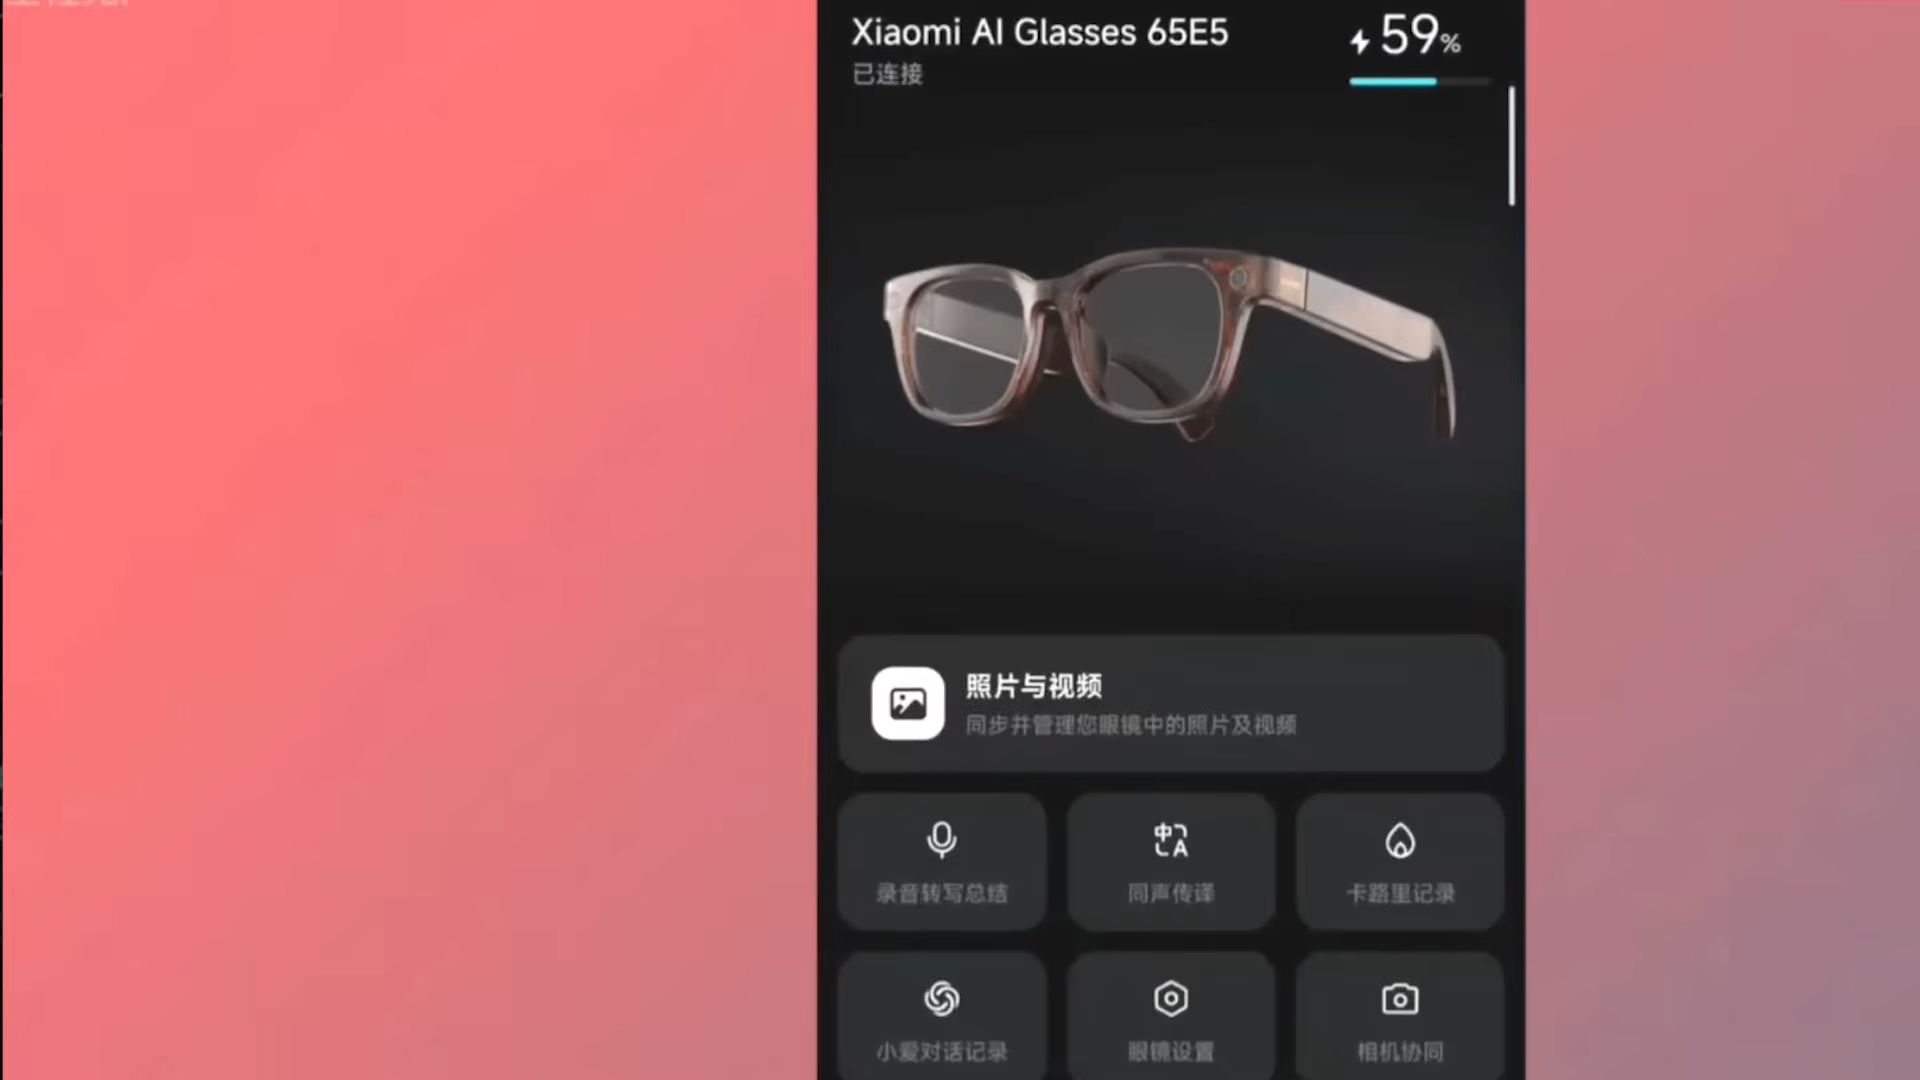 Xiaomi AI Glasses 65E5
59%
已连接
照片与视频
同步并管理您眼镜中的照片及视频
录音转写总结
同声传译
卡路里记录
小爱对话记录
眼镜设置
相机协同